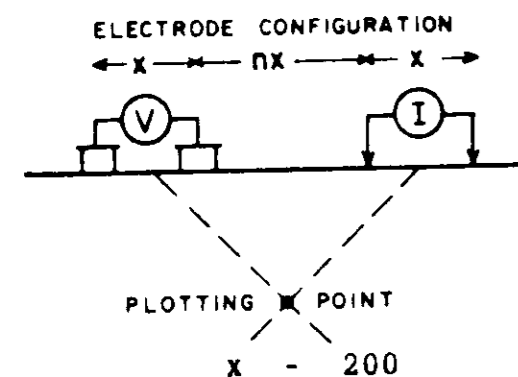 ELECTRODE CONFIGURATION
x nx x
V I
PLOTTING POINT
x - 200